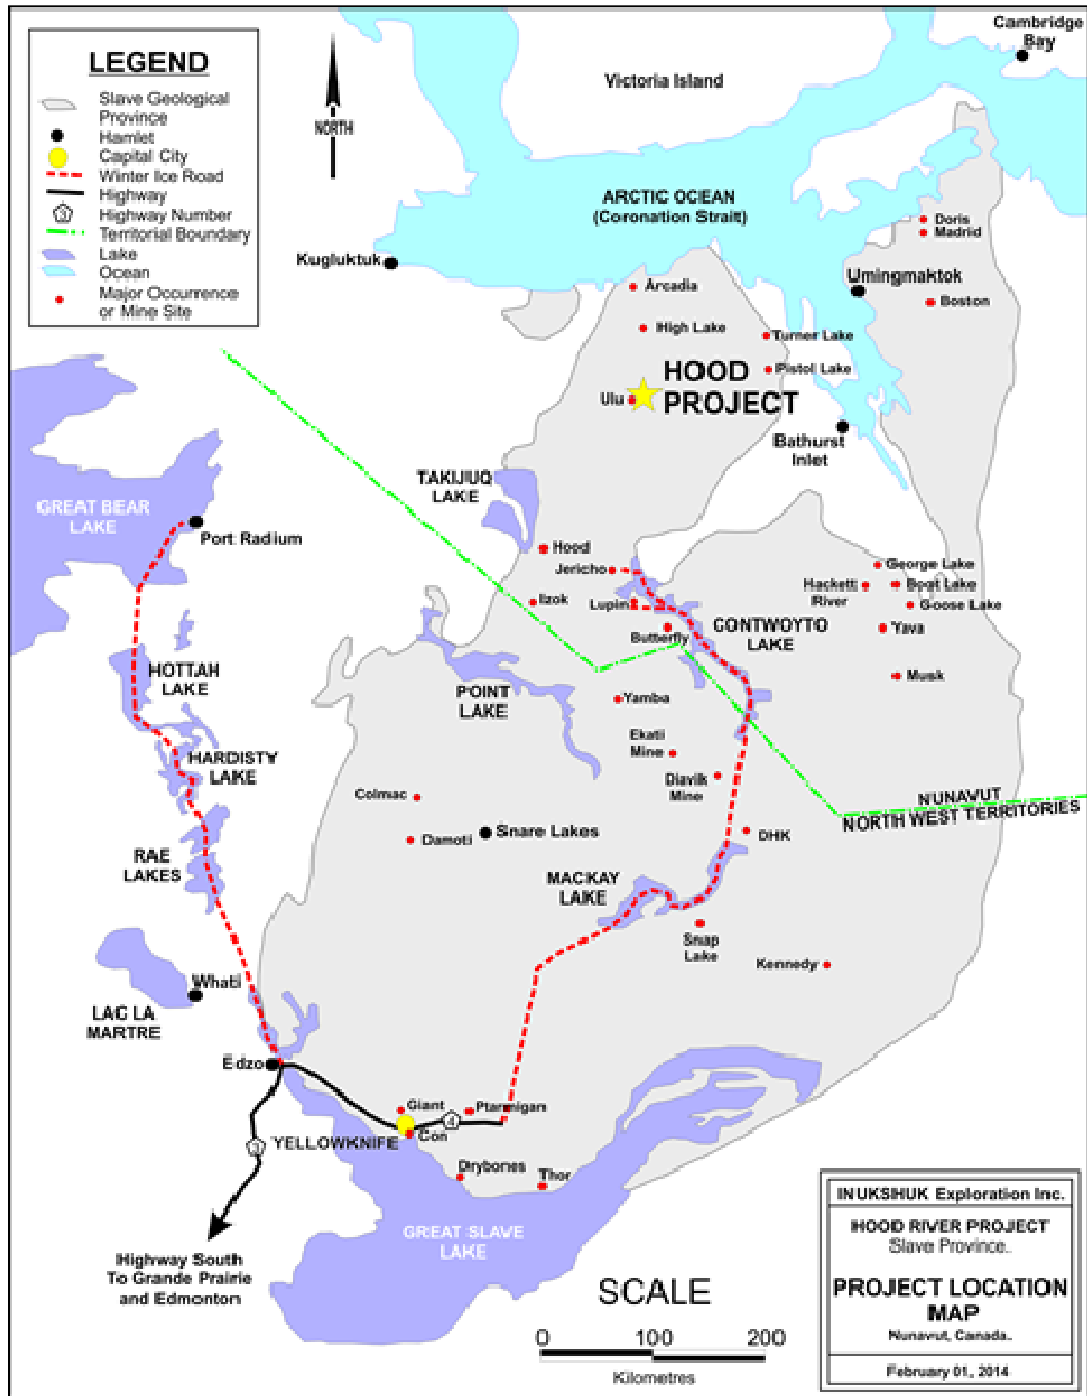 LEGEND
Slave Geological
Province
Hamlet
Capital City
Winter Ice Road
Highway
3
Highway Number
Territorial Boundary
Lake
Ocean
Major Occurrence
or Mine Site
NORTH
Cambridge
Bay
Victoria Island
ARCTIC OCEAN
(Coronation Strait)
Kugluktuk
Doris
Madrid
Umingmaktok
Boston
Arcadia
High Lake
Turner Lake
Pistol Lake
HOOD
PROJECT
Ulu
Bathurst
Inlet
TAKIJUQ
LAKE
GREAT BEAR
LAKE
Port Radium
Hood
Jericho
Izok
Lupin
Butterfly
CONTWOYTO
LAKE
George Lake
Hackett
River
Boot Lake
Goose Lake
Yava
Musk
HOTTAH
LAKE
POINT
LAKE
Yamba
Ekati
Mine
Diavik
Mine
HARDISTY
LAKE
Colmac
Damoti
Snare Lakes
NUNAVUT
NORTH WEST TERRITORIES
DHK
RAE
LAKES
MACKAY
LAKE
Snap
Lake
Kennedy
Whati
LAC LA
MARTRE
Edzo
Giant
Ptarmigan
4
Con
3
YELLOWKNIFE
Drybones
Thor
GREAT SLAVE
LAKE
Highway South
To Grande Prairie
and Edmonton
SCALE
0 100 200
Kilometres
INUKSHUK Exploration Inc.
HOOD RIVER PROJECT
Slave Province.
PROJECT LOCATION
MAP
Nunavut, Canada.
February 01, 2014